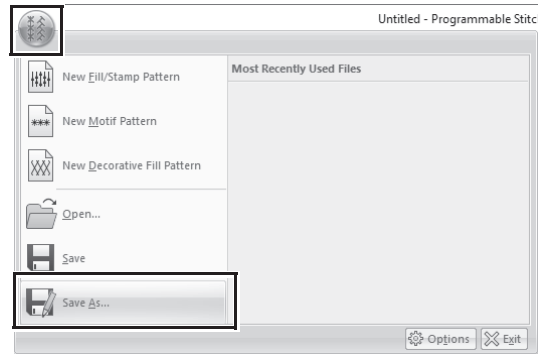 Untitled - Programmable Stitc
New Fill/Stamp Pattern
Most Recently Used Files
New Motif Pattern
New Decorative Fill Pattern
Open...
Save
Save As...
Options
Exit